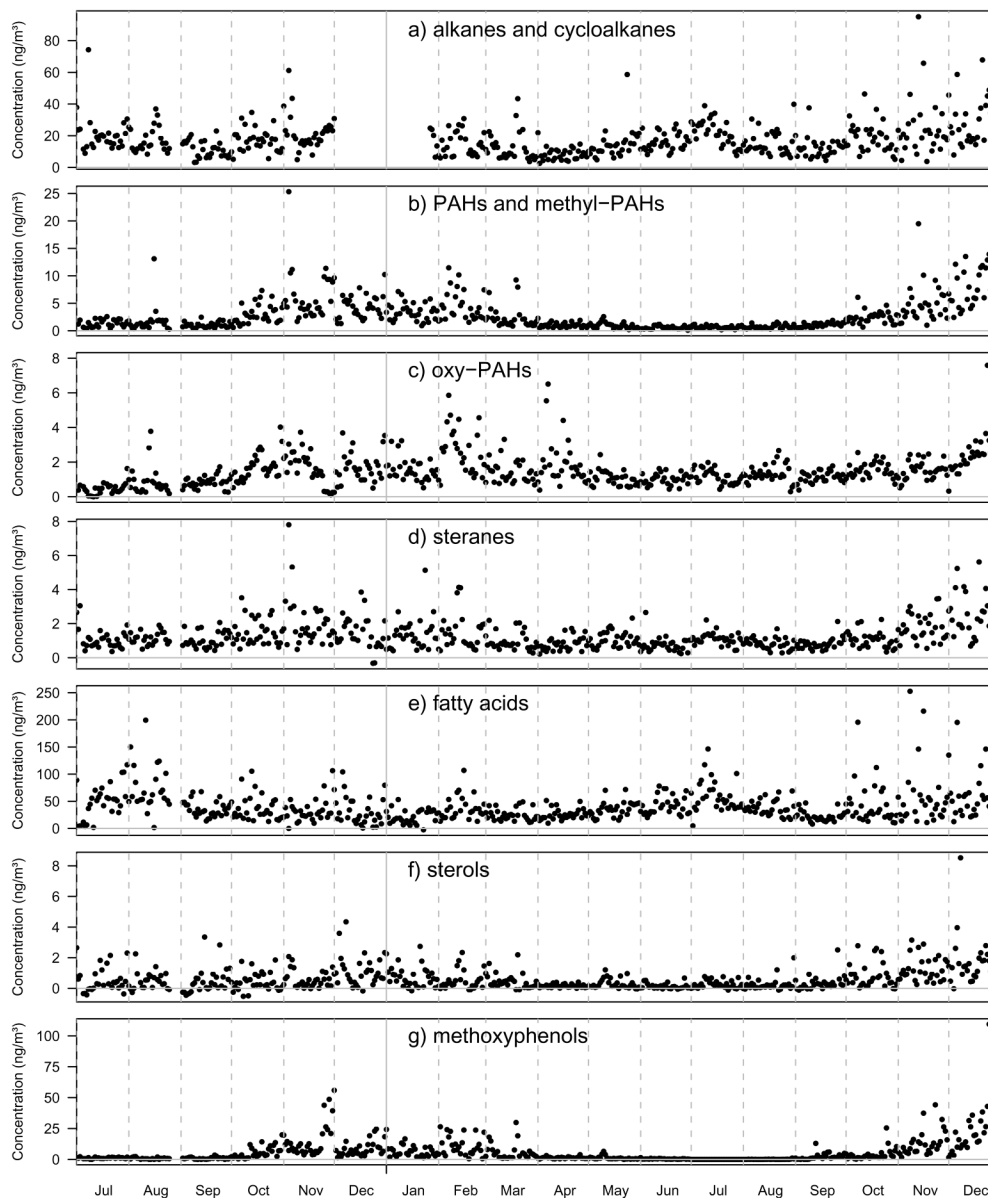 a) alkanes and cycloalkanes
Concentration (ng/m³)
80
60
40
20
0
b) PAHs and methyl−PAHs
Concentration (ng/m³)
25
20
15
10
5
0
c) oxy−PAHs
Concentration (ng/m³)
8
6
4
2
0
d) steranes
Concentration (ng/m³)
8
6
4
2
0
e) fatty acids
Concentration (ng/m³)
250
200
150
100
50
0
f) sterols
Concentration (ng/m³)
8
6
4
2
0
g) methoxyphenols
Concentration (ng/m³)
100
75
50
25
0
Jul Aug Sep Oct Nov Dec Jan Feb Mar Apr May Jun Jul Aug Sep Oct Nov Dec